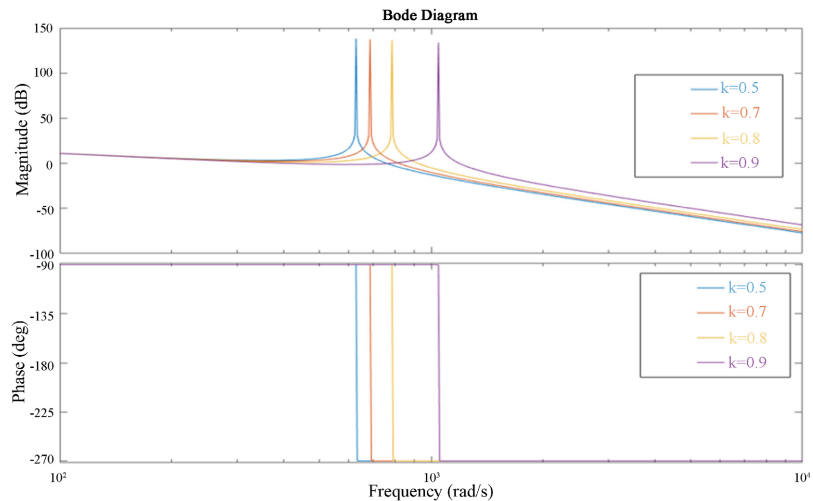 Bode Diagram
150
100
50
0
-50
-100
Magnitude (dB)
k=0.5
k=0.7
k=0.8
k=0.9
-90
-135
-180
-225
-270
Phase (deg)
k=0.5
k=0.7
k=0.8
k=0.9
10² 10³ 10⁴
Frequency (rad/s)